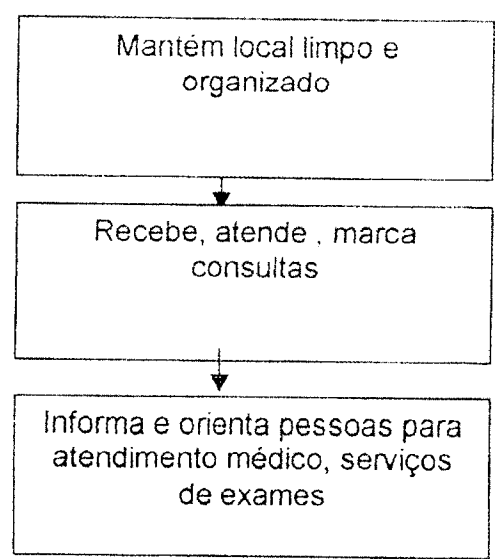 Mantém local limpo e
organizado
Recebe, atende , marca
consultas
Informa e orienta pessoas para
atendimento médico, serviços
de exames